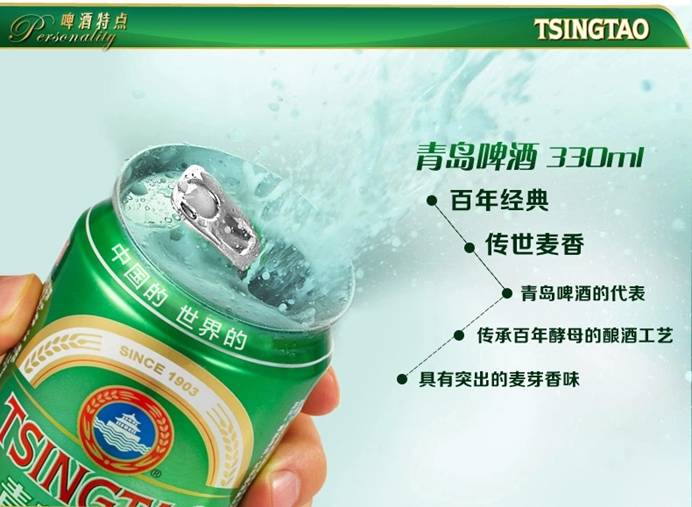 啤酒特点
Personality
TSINGTAO
青岛啤酒 330ml
百年经典
传世麦香
青岛啤酒的代表
传承百年酵母的酿酒工艺
具有突出的麦芽香味
中国的 世界的
SINCE 1903
®
TSINGTAO
青